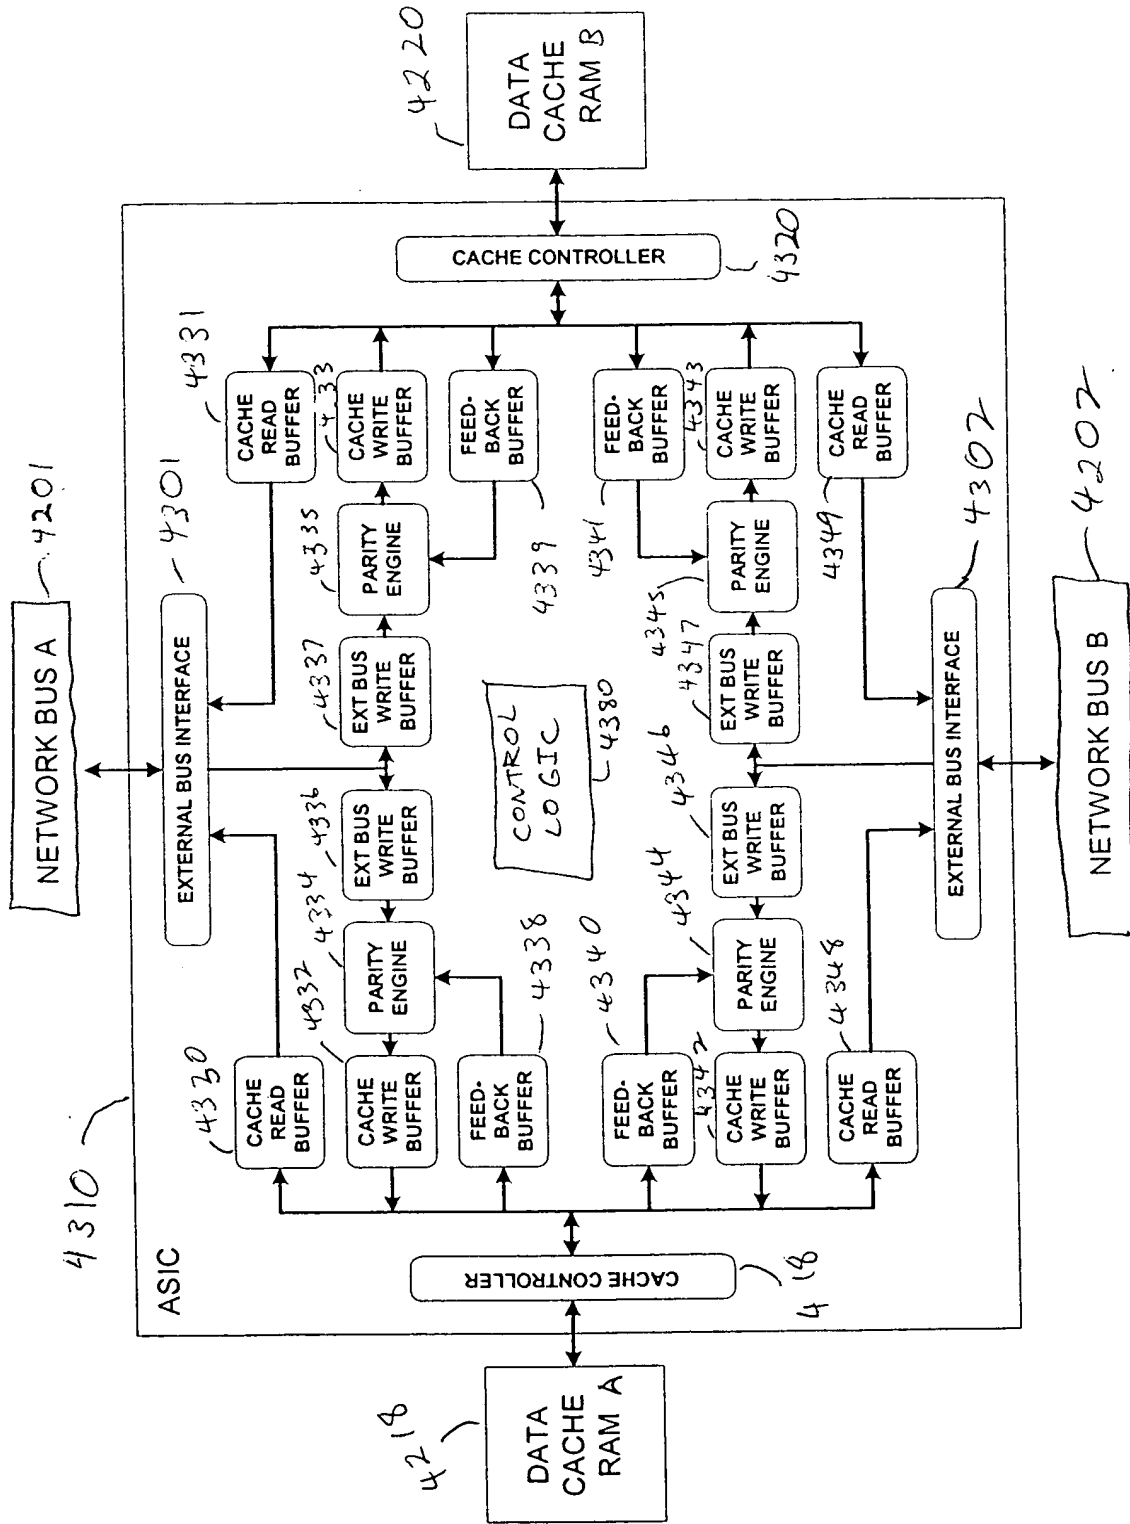 NETWORK BUS A
4201
4310
ASIC
EXTERNAL BUS INTERFACE
4301
4330
CACHE
READ
BUFFER
CACHE
READ
BUFFER
4331
4332
CACHE
WRITE
BUFFER
4334
PARITY
ENGINE
4336
EXT BUS
WRITE
BUFFER
4337
EXT BUS
WRITE
BUFFER
4335
PARITY
ENGINE
4333
CACHE
WRITE
BUFFER
FEED-
BACK
BUFFER
4338
FEED-
BACK
BUFFER
4339
4218
DATA
CACHE
RAM A
CACHE CONTROLLER
4 18
CONTROL
LOGIC
4380
CACHE CONTROLLER
4320
4220
DATA
CACHE
RAM B
FEED-
BACK
BUFFER
4340
FEED-
BACK
BUFFER
4341
4342
CACHE
WRITE
BUFFER
4344
PARITY
ENGINE
4346
EXT BUS
WRITE
BUFFER
4347
EXT BUS
WRITE
BUFFER
4345
PARITY
ENGINE
4343
CACHE
WRITE
BUFFER
CACHE
READ
BUFFER
4348
4349
CACHE
READ
BUFFER
EXTERNAL BUS INTERFACE
4302
NETWORK BUS B
4202